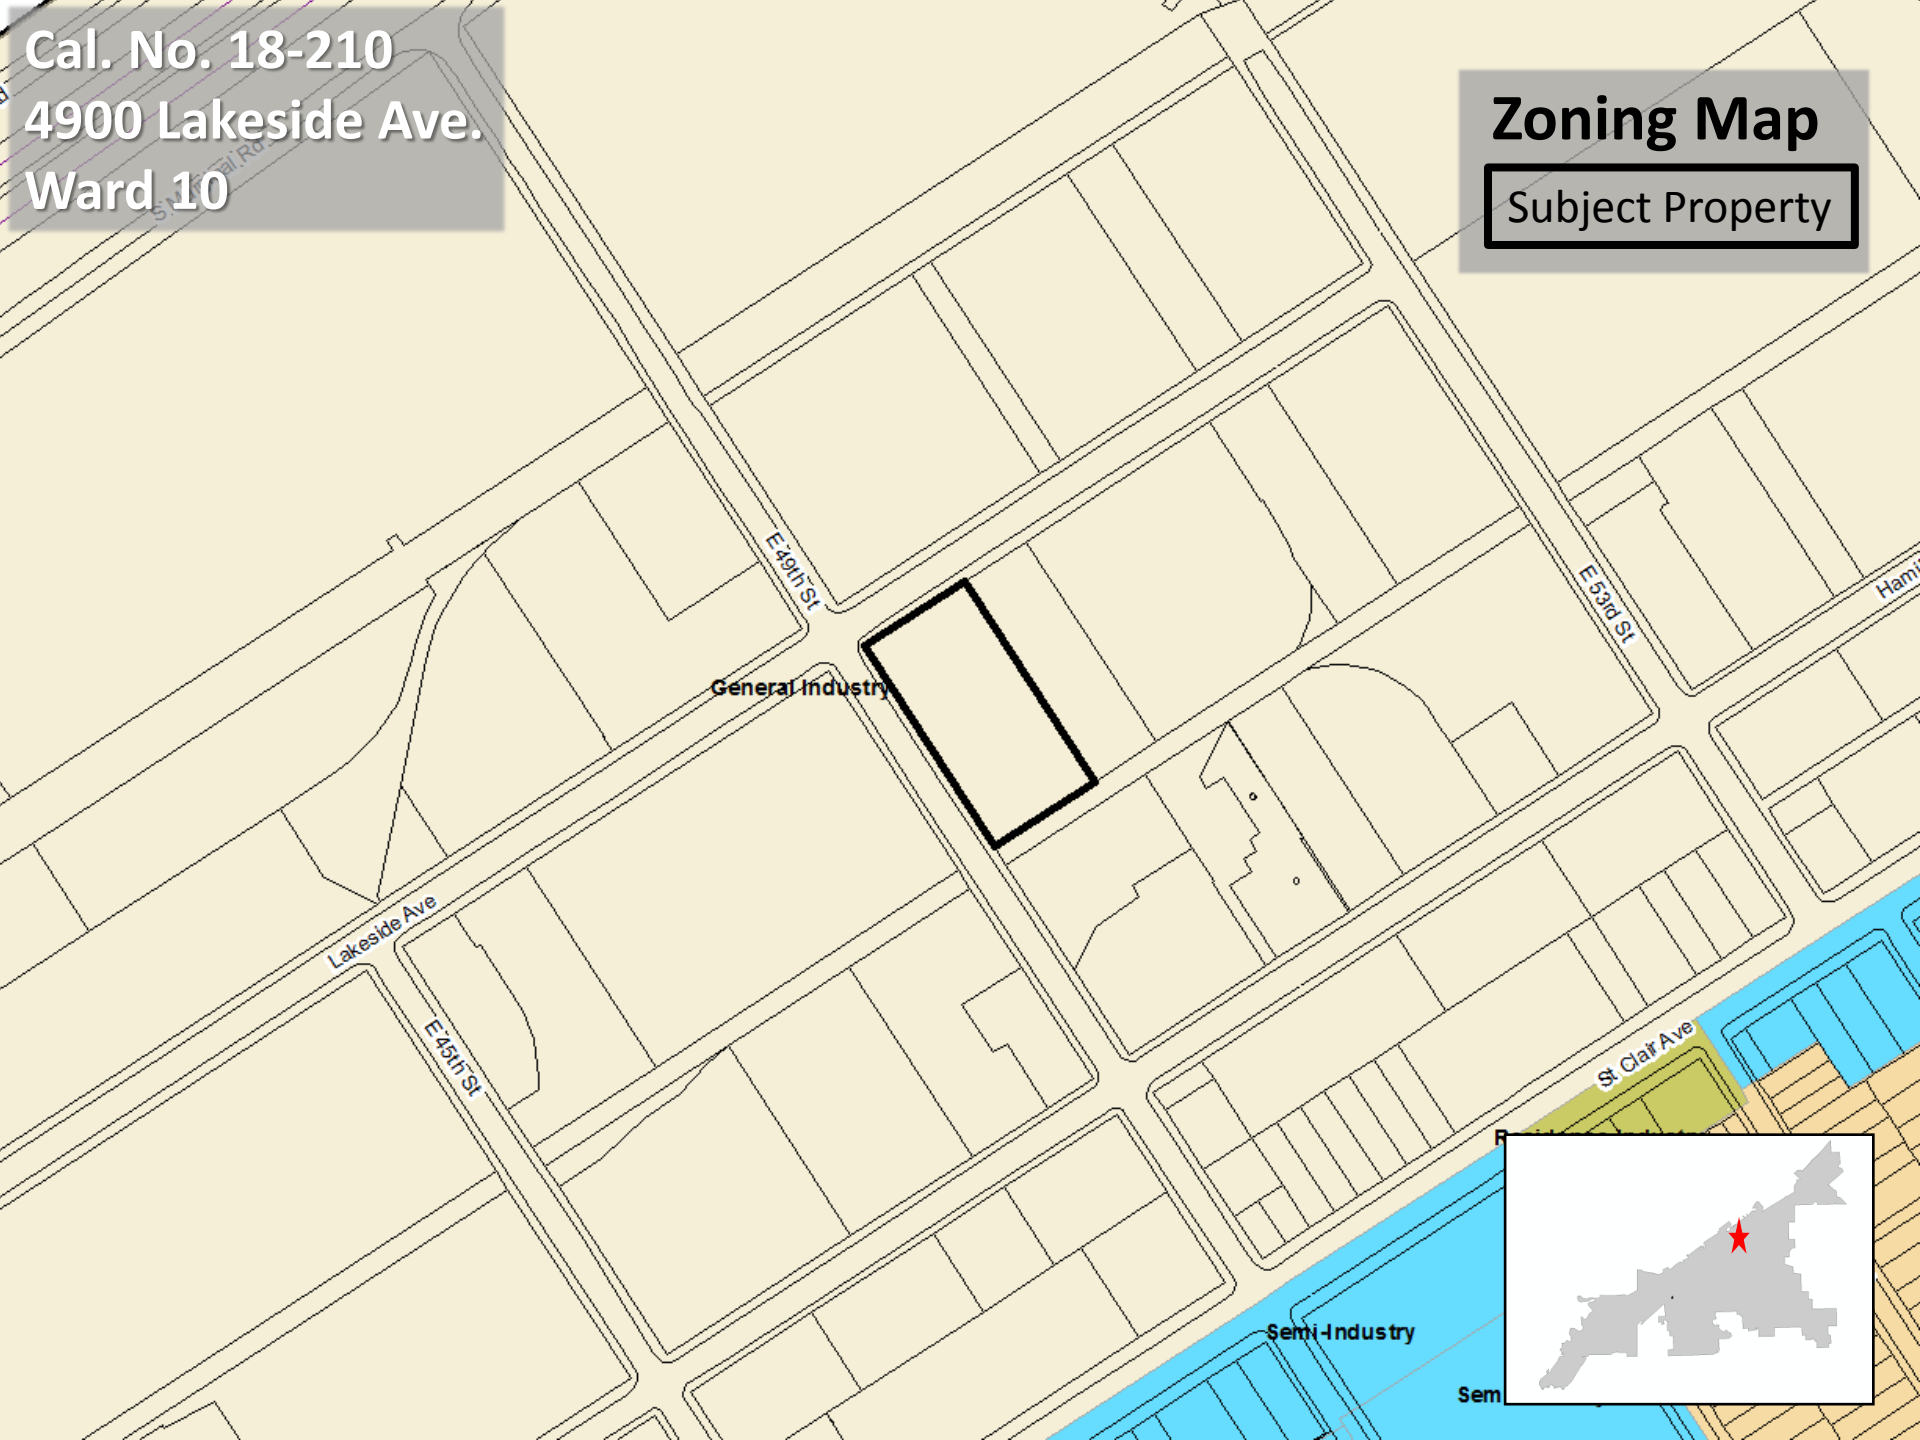 Cal. No. 18-210
4900 Lakeside Ave.
Ward 10
Zoning Map
Subject Property
E 49th St
E 53rd St
General Industry
Lakeside Ave
E 45th St
St Clair Ave
Semi-Industry